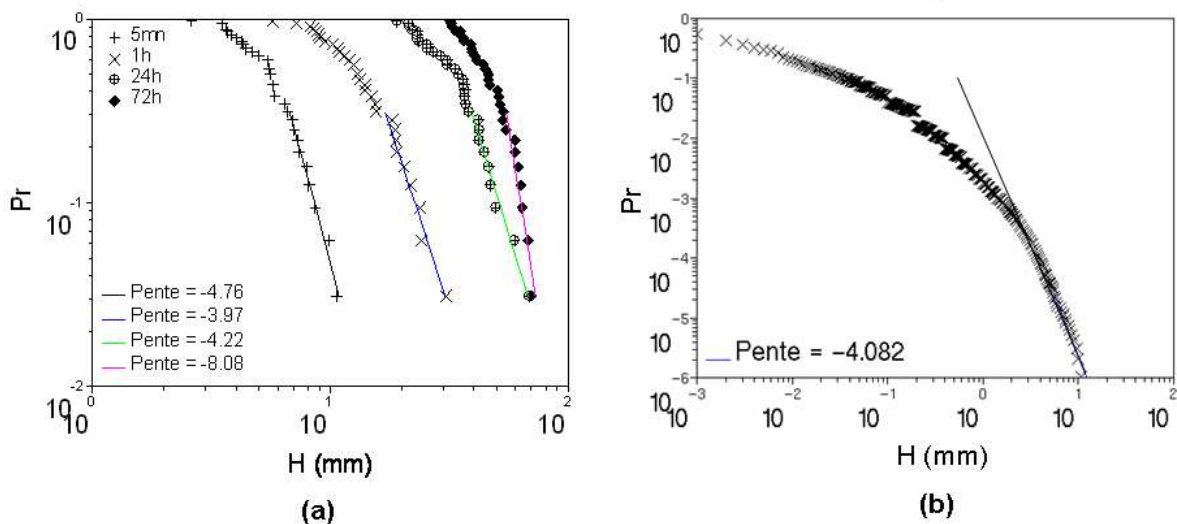 0
10
+ 5mn
× 1h
⊕ 24h
◆ 72h
Pr
-1
10
Pente = -4.76
Pente = -3.97
Pente = -4.22
Pente = -8.08
-2
10
0
10
1
10
2
10
H (mm)
(a)
0
10
-1
10
-2
10
-3
10
-4
10
-5
10
-6
10
Pr
Pente = -4.082
-3
10
-2
10
-1
10
0
10
1
10
2
10
H (mm)
(b)